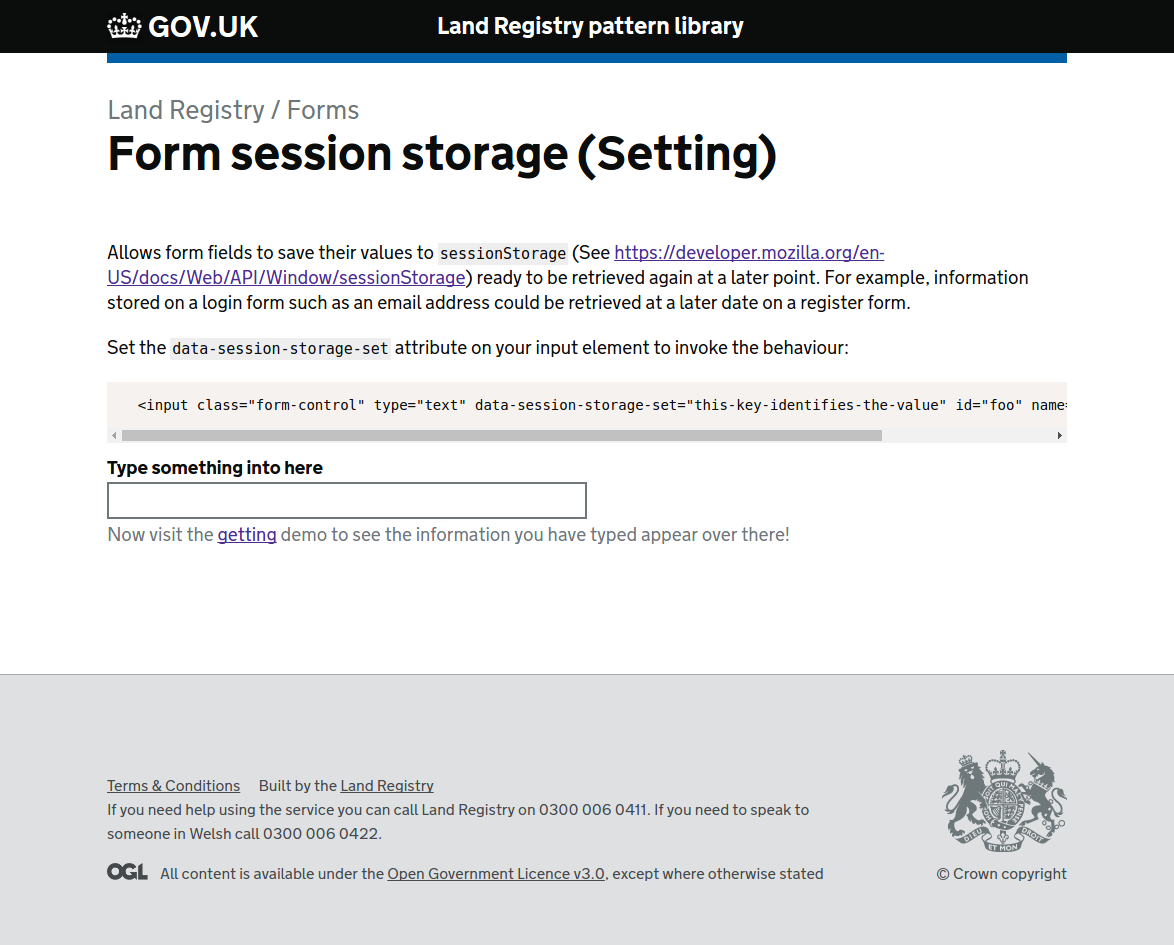 GOV.UK Land Registry pattern library
Land Registry / Forms
Form session storage (Setting)
Allows form fields to save their values to sessionStorage (See https://developer.mozilla.org/en-
US/docs/Web/API/Window/sessionStorage) ready to be retrieved again at a later point. For example, information
stored on a login form such as an email address could be retrieved at a later date on a register form.
Set the data-session-storage-set attribute on your input element to invoke the behaviour:
<input class="form-control" type="text" data-session-storage-set="this-key-identifies-the-value" id="foo" name=
Type something into here
Now visit the getting demo to see the information you have typed appear over there!
Terms & Conditions Built by the Land Registry
If you need help using the service you can call Land Registry on 0300 006 0411. If you need to speak to
someone in Welsh call 0300 006 0422.
DIEU ET MON DROIT
OGL All content is available under the Open Government Licence v3.0, except where otherwise stated
© Crown copyright